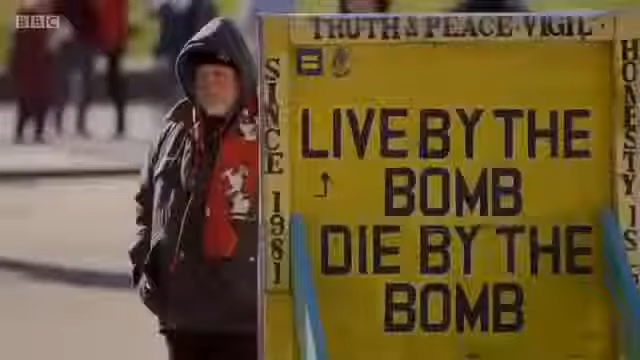 BBC
TRUTH & PEACE VIGIL
SINCE 1981
LIVE BY THE
BOMB
DIE BY THE
BOMB
HONESTY IS